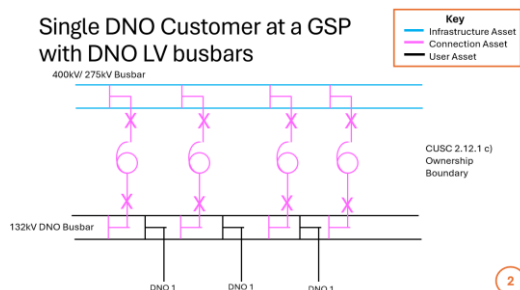 Single DNO Customer at a GSP
with DNO LV busbars
Key
Infrastructure Asset
Connection Asset
User Asset
400kV/ 275kV Busbar
CUSC 2.12.1 c)
Ownership
Boundary
132kV DNO Busbar
DNO 1
DNO 1
DNO 1
2